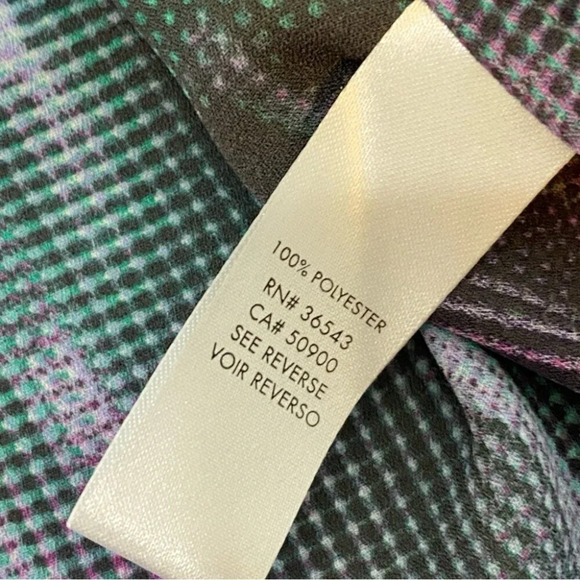 100% POLYESTER
RN# 36543
CA# 50900
SEE REVERSE
VOIR REVERSO